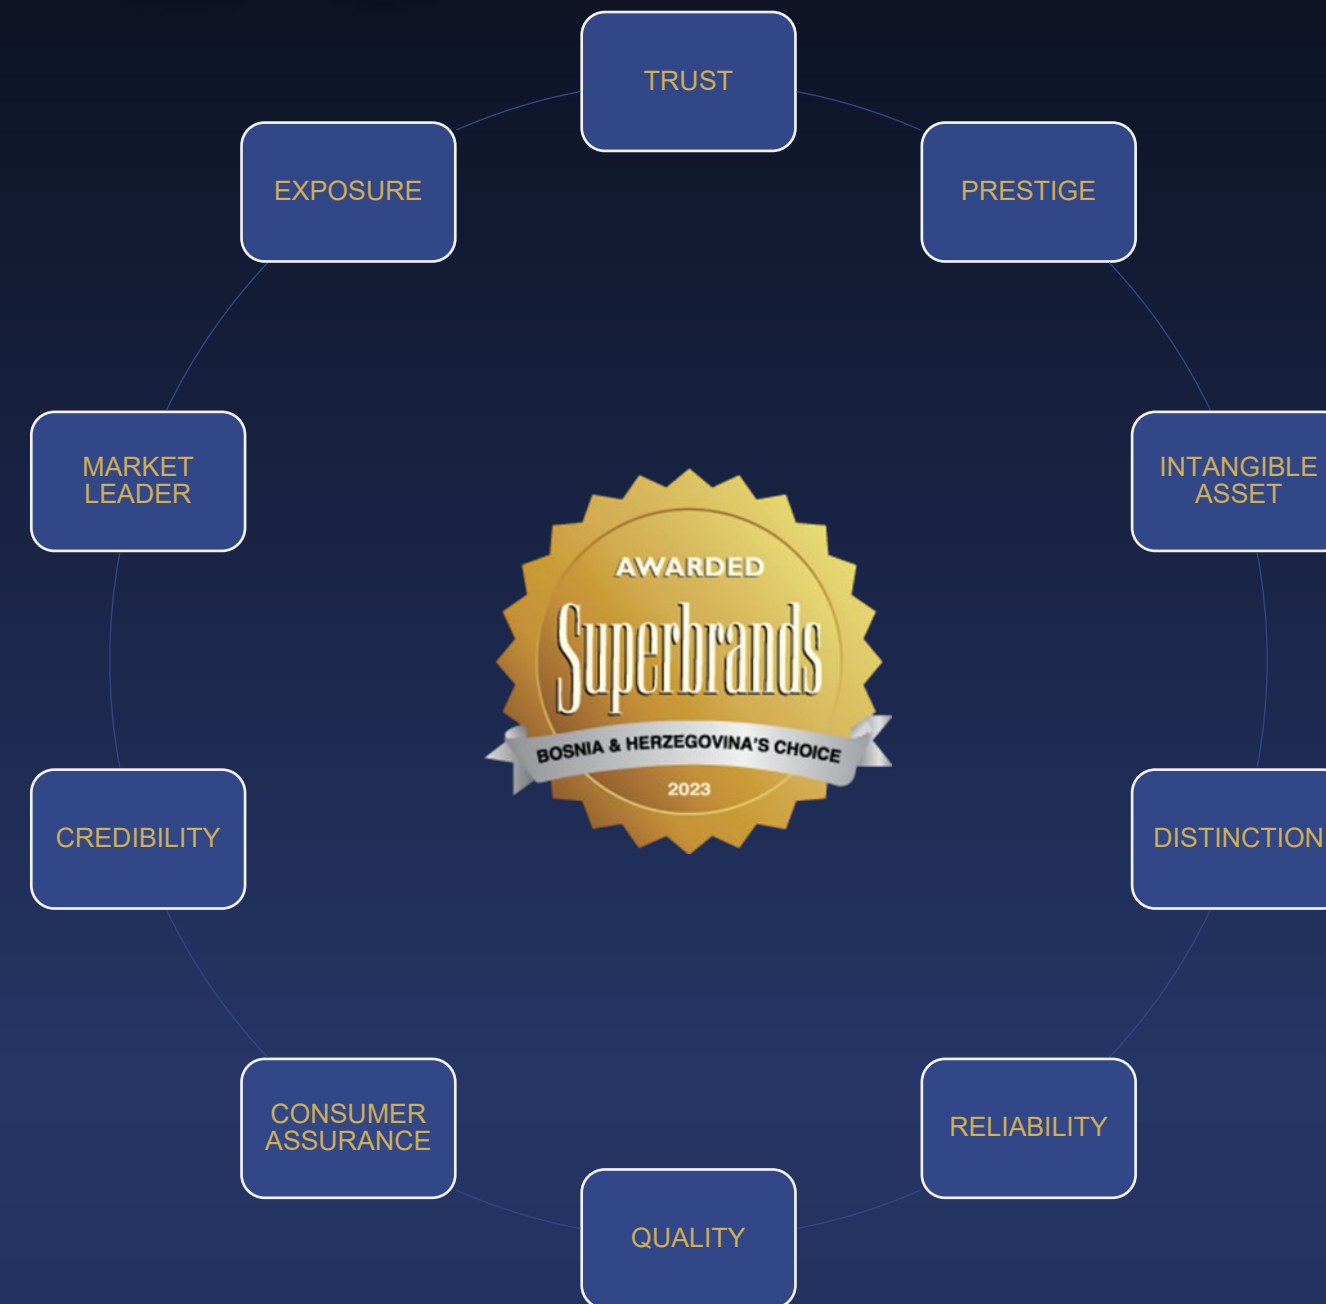 TRUST
EXPOSURE
PRESTIGE
MARKET
LEADER
INTANGIBLE
ASSET
AWARDED
Superbrands
BOSNIA & HERZEGOVINA'S CHOICE
2023
CREDIBILITY
DISTINCTION
CONSUMER
ASSURANCE
RELIABILITY
QUALITY